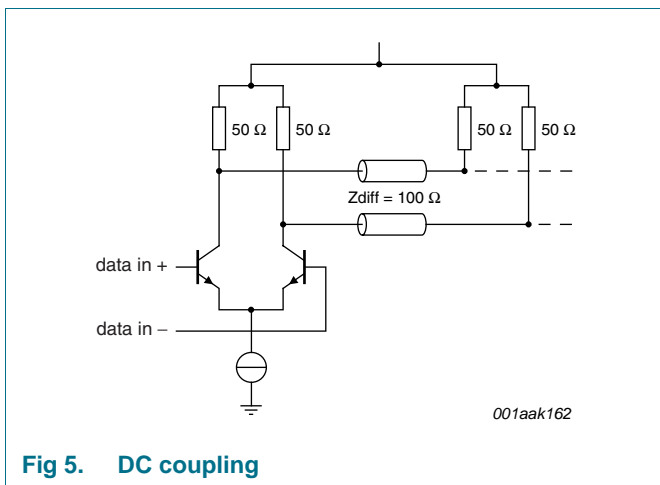 50 Ω 50 Ω 50 Ω 50 Ω
Zdiff = 100 Ω
data in +
data in −
001aak162
Fig 5. DC coupling